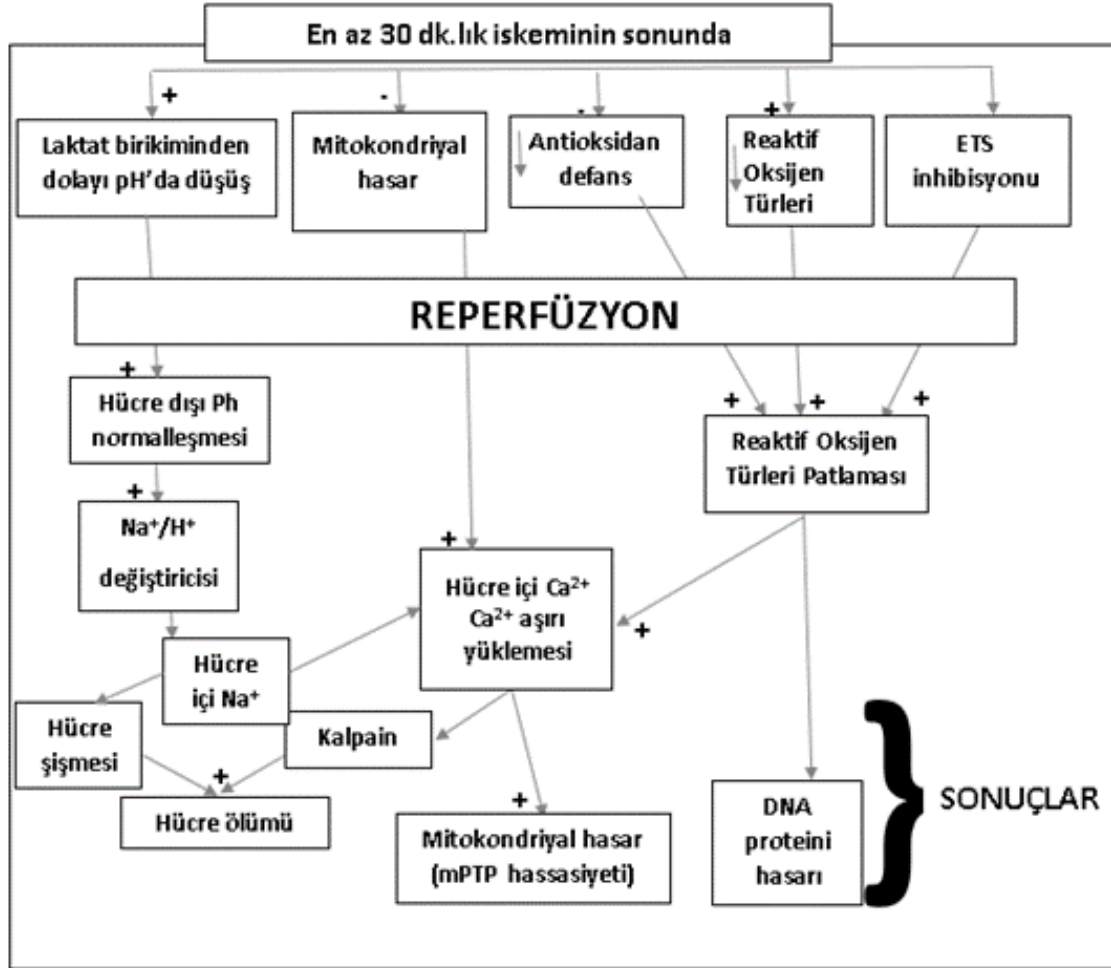 En az 30 dk.lık iskeminin sonunda
+
-
-
+
Laktat birikiminden
dolayı pH'da düşüş
Mitokondriyal
hasar
Antioksidan
defans
Reaktif
Oksijen
Türleri
ETS
inhibisyonu
REPERFÜZYON
+
Hücre dışı Ph
normalleşmesi
+
+
+
Reaktif Oksijen
Türleri Patlaması
+
Na⁺/H⁺
değiştiricisi
+
Hücre içi Ca²⁺
Ca²⁺ aşırı
yüklemesi
+
Hücre
içi Na⁺
Hücre
şişmesi
Kalpain
+
Hücre ölümü
+
Mitokondriyal hasar
(mPTP hassasiyeti)
DNA
proteini
hasarı
SONUÇLAR